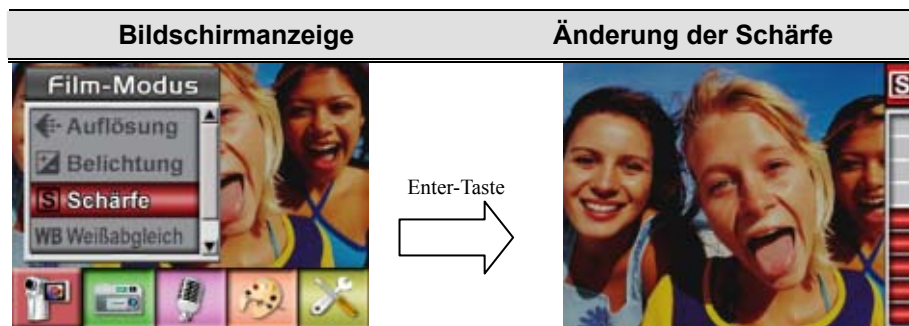 Bildschirmanzeige
Änderung der Schärfe
Film-Modus
Auflösung
Belichtung
S Schärfe
WB Weißabgleich
Enter-Taste
S